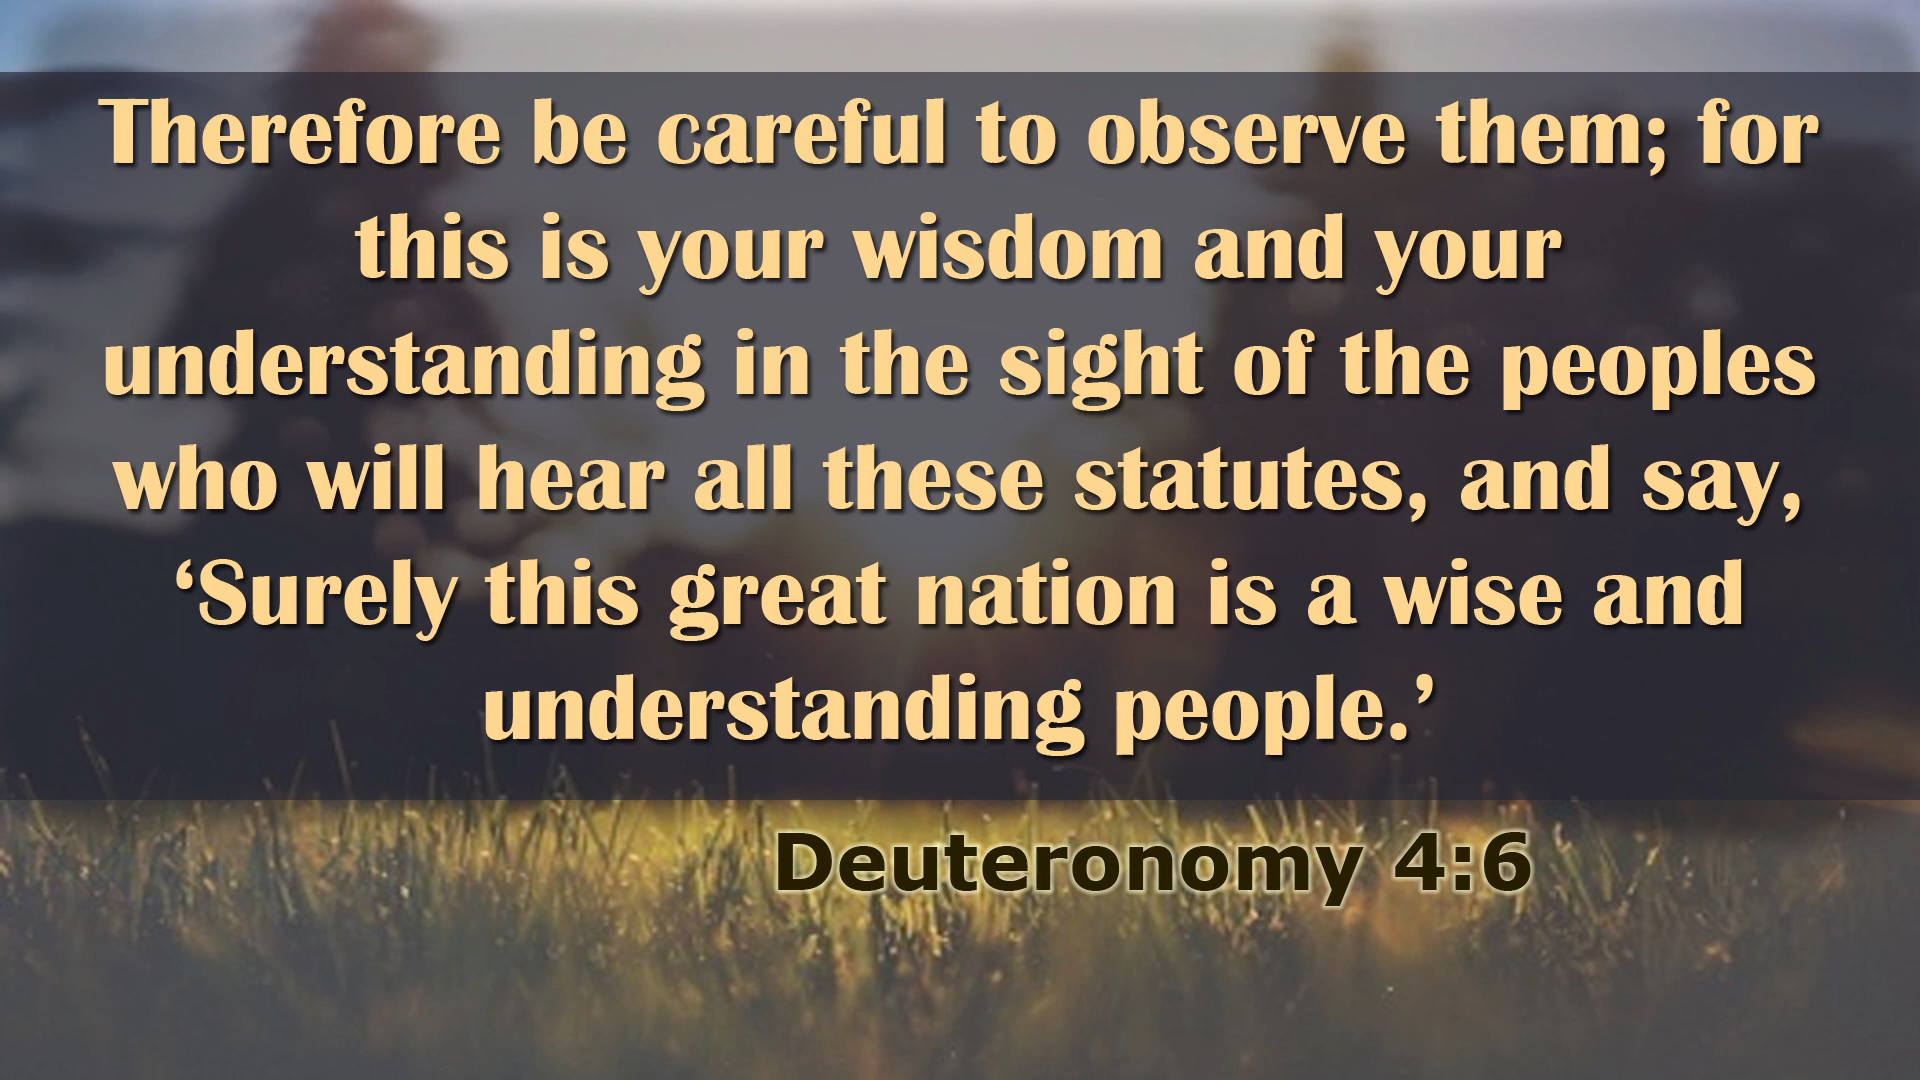 Therefore be careful to observe them; for
this is your wisdom and your
understanding in the sight of the peoples
who will hear all these statutes, and say,
‘Surely this great nation is a wise and
understanding people.’
Deuteronomy 4:6